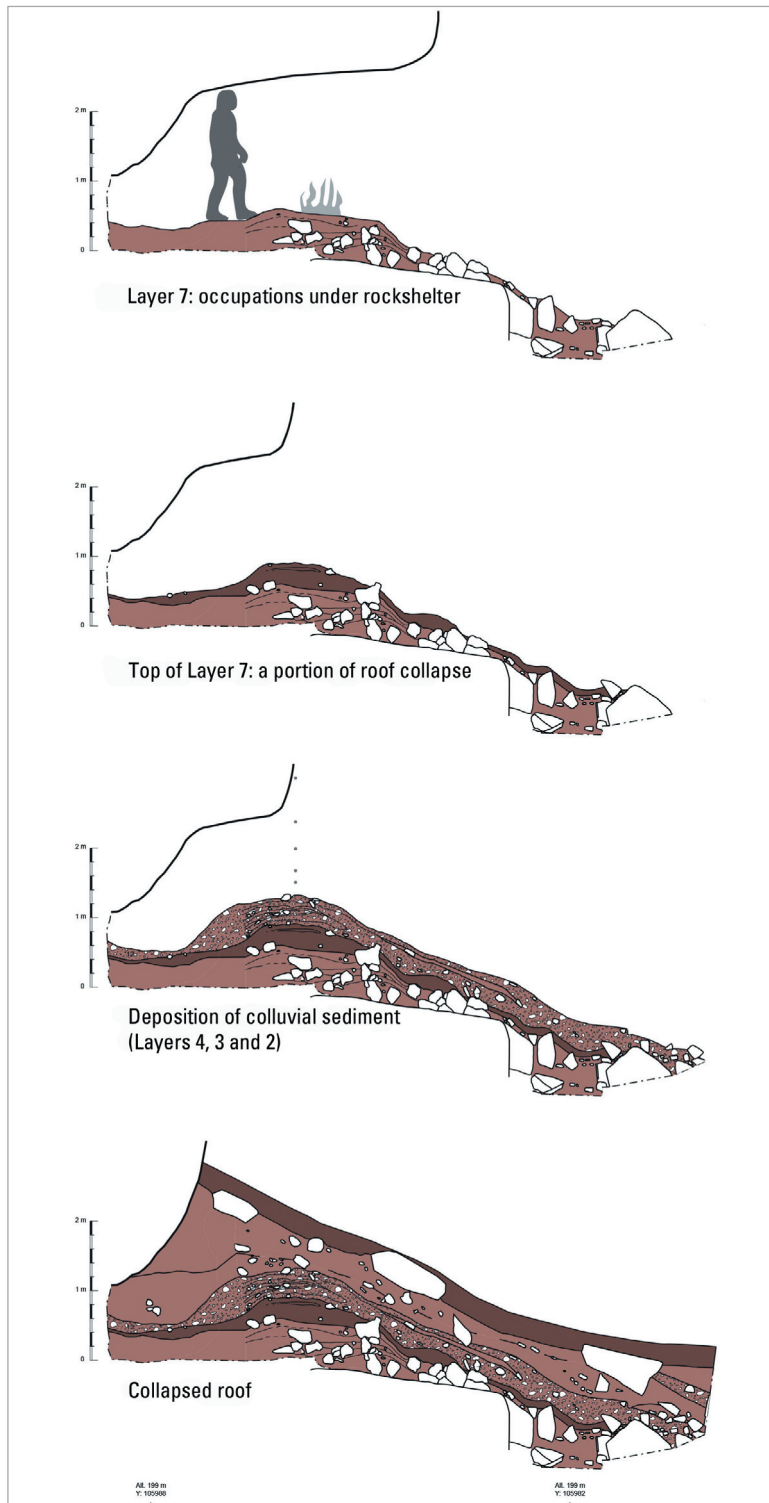 2 m
1 m
0
Layer 7: occupations under rockshelter
2 m
1 m
0
Top of Layer 7: a portion of roof collapse
2 m
1 m
0
Deposition of colluvial sediment
(Layers 4, 3 and 2)
2 m
1 m
0
Collapsed roof
Alt. 199 m
Y: 105988
Alt. 199 m
Y: 105982